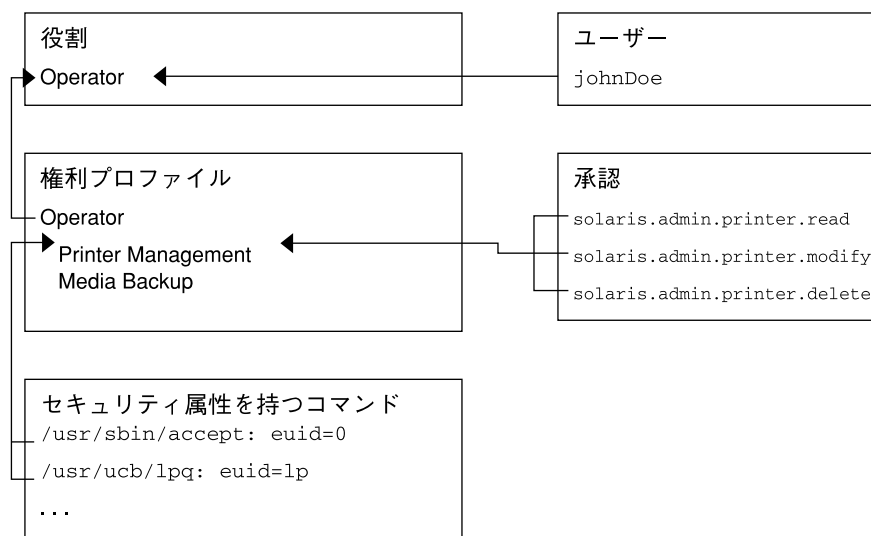 役割
Operator
ユーザー
johnDoe
権利プロファイル
Operator
Printer Management
Media Backup
承認
solaris.admin.printer.read
solaris.admin.printer.modify
solaris.admin.printer.delete
セキュリティ属性を持つコマンド
/usr/sbin/accept: euid=0
/usr/ucb/lpq: euid=lp
...